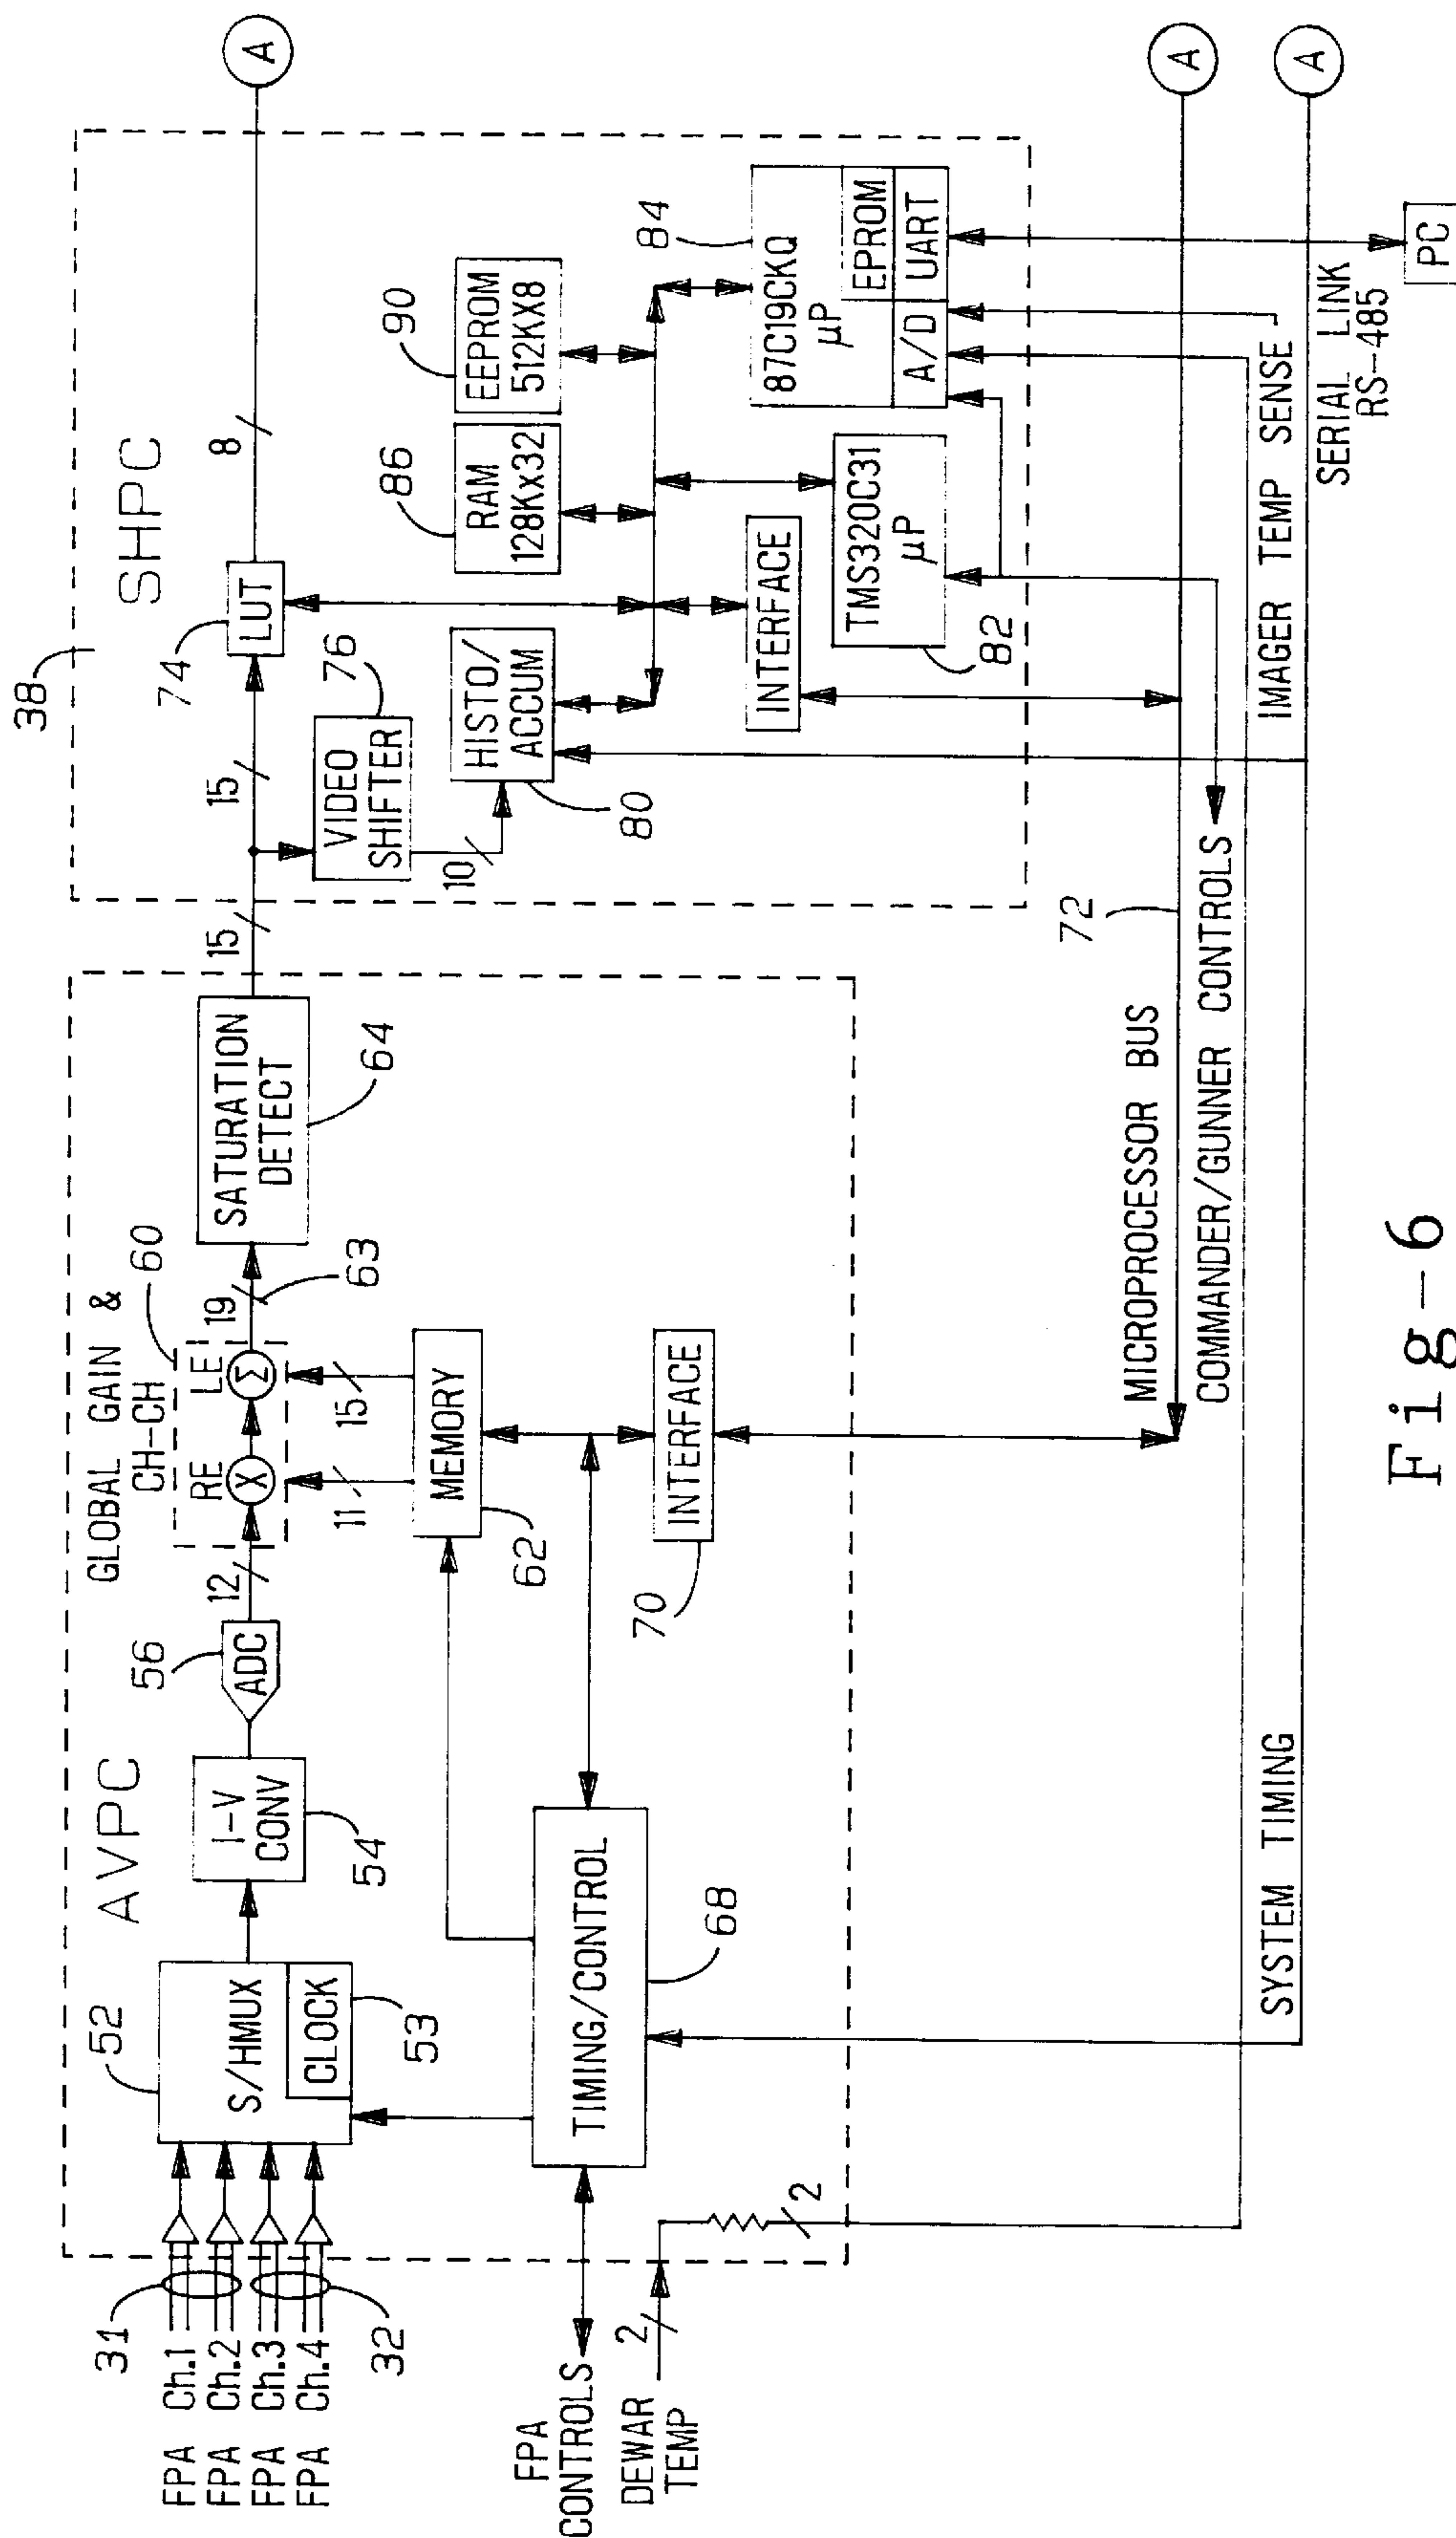 38
SHPC
AVPC
31
FPA Ch.1
FPA Ch.2
FPA Ch.3
FPA Ch.4
32
52
S/HMUX
CLOCK
53
I-V
CONV
54
56
ADC
12
GLOBAL GAIN &
CH-CH
60
RE
LE
X
Σ
19
63
11
15
SATURATION
DETECT
64
15
15
74
LUT
8
A
VIDEO
SHIFTER
76
10
HISTO/
ACCUM
80
86
RAM
128Kx32
90
EEPROM
512KX8
MEMORY
62
INTERFACE
70
TIMING/CONTROL
68
FPA
CONTROLS
DEWAR
TEMP
2
2
INTERFACE
TMS320C31
µP
82
84
87C19CKQ
µP
EPROM
A/D
UART
MICROPROCESSOR BUS
72
A
COMMANDER/GUNNER CONTROLS
IMAGER TEMP SENSE
SYSTEM TIMING
A
SERIAL LINK
RS-485
PC
Fig-6